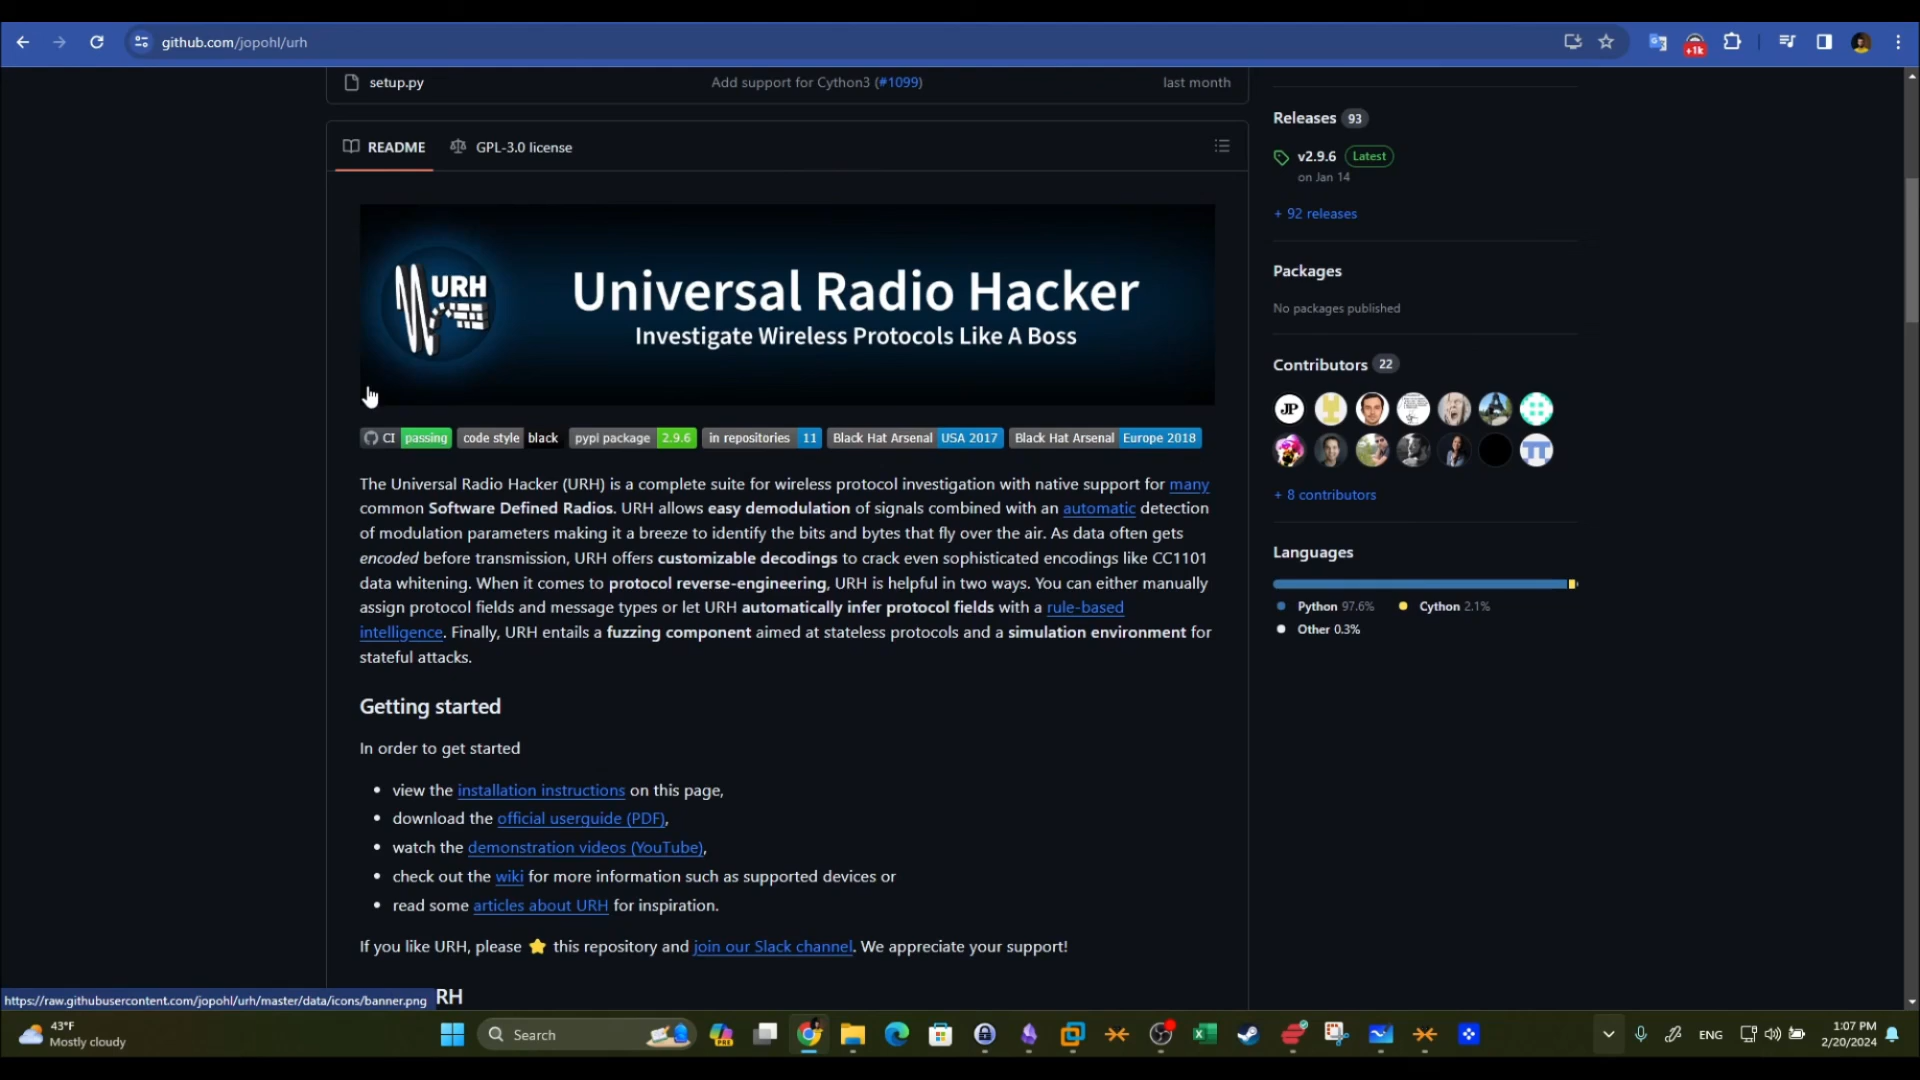 github.com/jopohl/urh
+1k
setup.py Add support for Cython3 (#1099) last month
README GPL-3.0 license
URH
Universal Radio Hacker
Investigate Wireless Protocols Like A Boss
CI passing code style black pypi package 2.9.6 in repositories 11 Black Hat Arsenal USA 2017 Black Hat Arsenal Europe 2018
The Universal Radio Hacker (URH) is a complete suite for wireless protocol investigation with native support for many
common Software Defined Radios. URH allows easy demodulation of signals combined with an automatic detection
of modulation parameters making it a breeze to identify the bits and bytes that fly over the air. As data often gets
encoded before transmission, URH offers customizable decodings to crack even sophisticated encodings like CC1101
data whitening. When it comes to protocol reverse-engineering, URH is helpful in two ways. You can either manually
assign protocol fields and message types or let URH automatically infer protocol fields with a rule-based
intelligence. Finally, URH entails a fuzzing component aimed at stateless protocols and a simulation environment for
stateful attacks.
Getting started
In order to get started
• view the installation instructions on this page,
• download the official userguide (PDF),
• watch the demonstration videos (YouTube),
• check out the wiki for more information such as supported devices or
• read some articles about URH for inspiration.
If you like URH, please ⭐ this repository and join our Slack channel. We appreciate your support!
RH
Releases 93
v2.9.6 Latest
on Jan 14
+ 92 releases
Packages
No packages published
Contributors 22
JP
+ 8 contributors
Languages
Python 97.6% Cython 2.1%
Other 0.3%
https://raw.githubusercontent.com/jopohl/urh/master/data/icons/banner.png
43°F
Mostly cloudy
Search
PRE
ENG
1:07 PM
2/20/2024